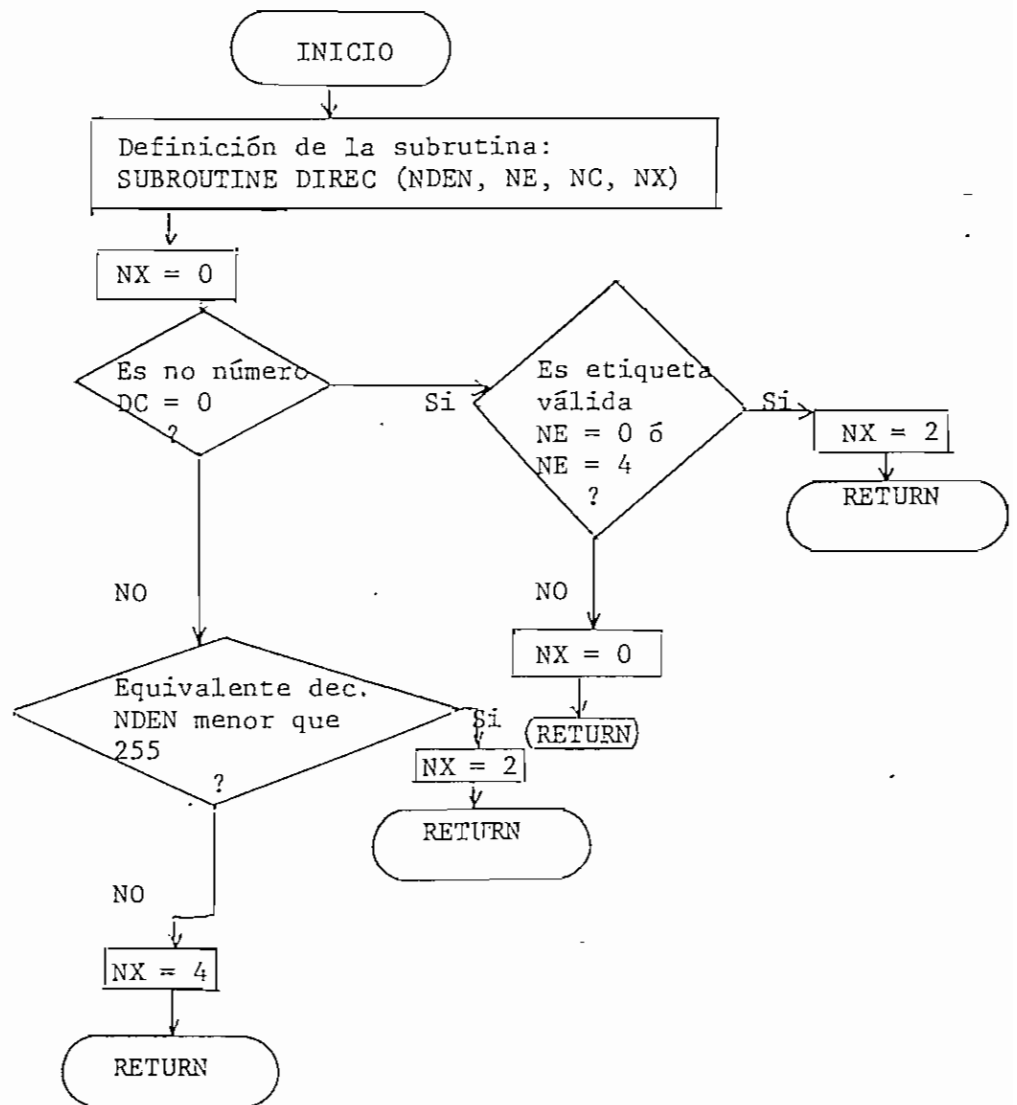 INICIO
Definición de la subrutina:
SUBROUTINE DIREC (NDEN, NE, NC, NX)
NX = 0
Es no número
DC = 0
?
Si
Es etiqueta
válida
NE = 0 ó
NE = 4
?
Si
NX = 2
RETURN
NO
NX = 0
RETURN
NO
Equivalente dec.
NDEN menor que
255
?
Si
NX = 2
RETURN
NO
NX = 4
RETURN